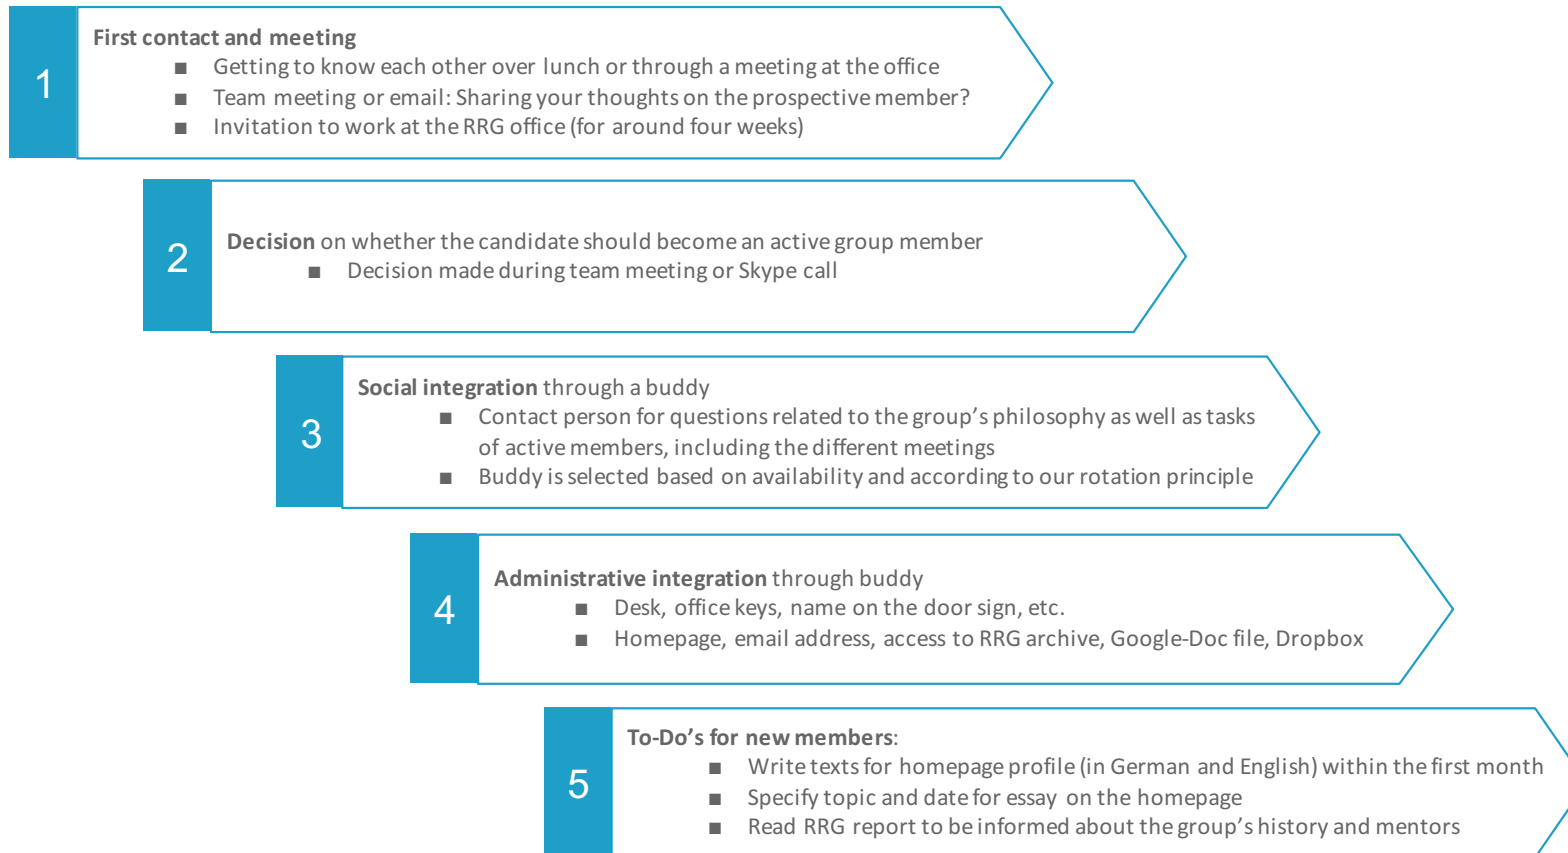 1
First contact and meeting
■ Getting to know each other over lunch or through a meeting at the office
■ Team meeting or email: Sharing your thoughts on the prospective member?
■ Invitation to work at the RRG office (for around four weeks)
2
Decision on whether the candidate should become an active group member
■ Decision made during team meeting or Skype call
3
Social integration through a buddy
■ Contact person for questions related to the group’s philosophy as well as tasks
of active members, including the different meetings
■ Buddy is selected based on availability and according to our rotation principle
4
Administrative integration through buddy
■ Desk, office keys, name on the door sign, etc.
■ Homepage, email address, access to RRG archive, Google-Doc file, Dropbox
5
To-Do’s for new members:
■ Write texts for homepage profile (in German and English) within the first month
■ Specify topic and date for essay on the homepage
■ Read RRG report to be informed about the group’s history and mentors